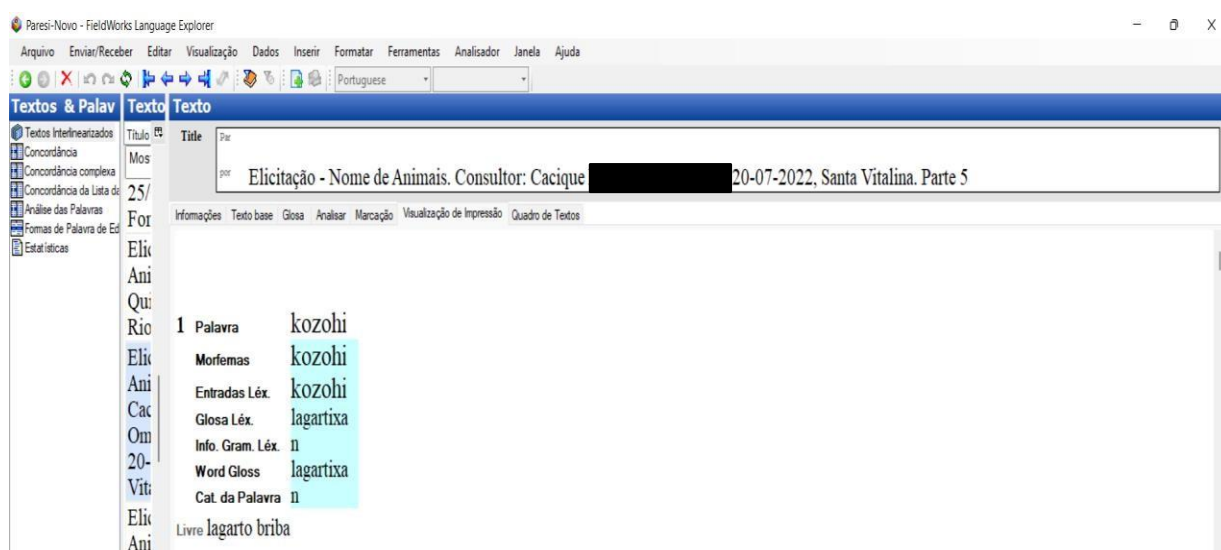 Paresi-Novo - FieldWorks Language Explorer
Arquivo Enviar/Receber Editar Visualização Dados Inserir Formatar Ferramentas Analisador Janela Ajuda
Portuguese
Textos & Palav
Textos Interlinearizados
Concordância
Concordância complexa
Concordância da Lista da
Análise das Palavras
Formas de Palavra de Ed
Estatísticas
Texto
Título
Mos
25/
For
Elic
Ani
Qui
Rio
Elic
Ani
Cac
Om
20-
Vita
Elic
Ani
Texto
Title
Par
por Elicitação - Nome de Animais. Consultor: Cacique 20-07-2022, Santa Vitalina. Parte 5
Informações Texto base Glosa Analisar Marcação Visualização de Impressão Quadro de Textos
1 Palavra kozohi
Morfemas kozohi
Entradas Léx. kozohi
Glosa Léx. lagartixa
Info. Gram. Léx. n
Word Gloss lagartixa
Cat. da Palavra n
Livre lagarto briba